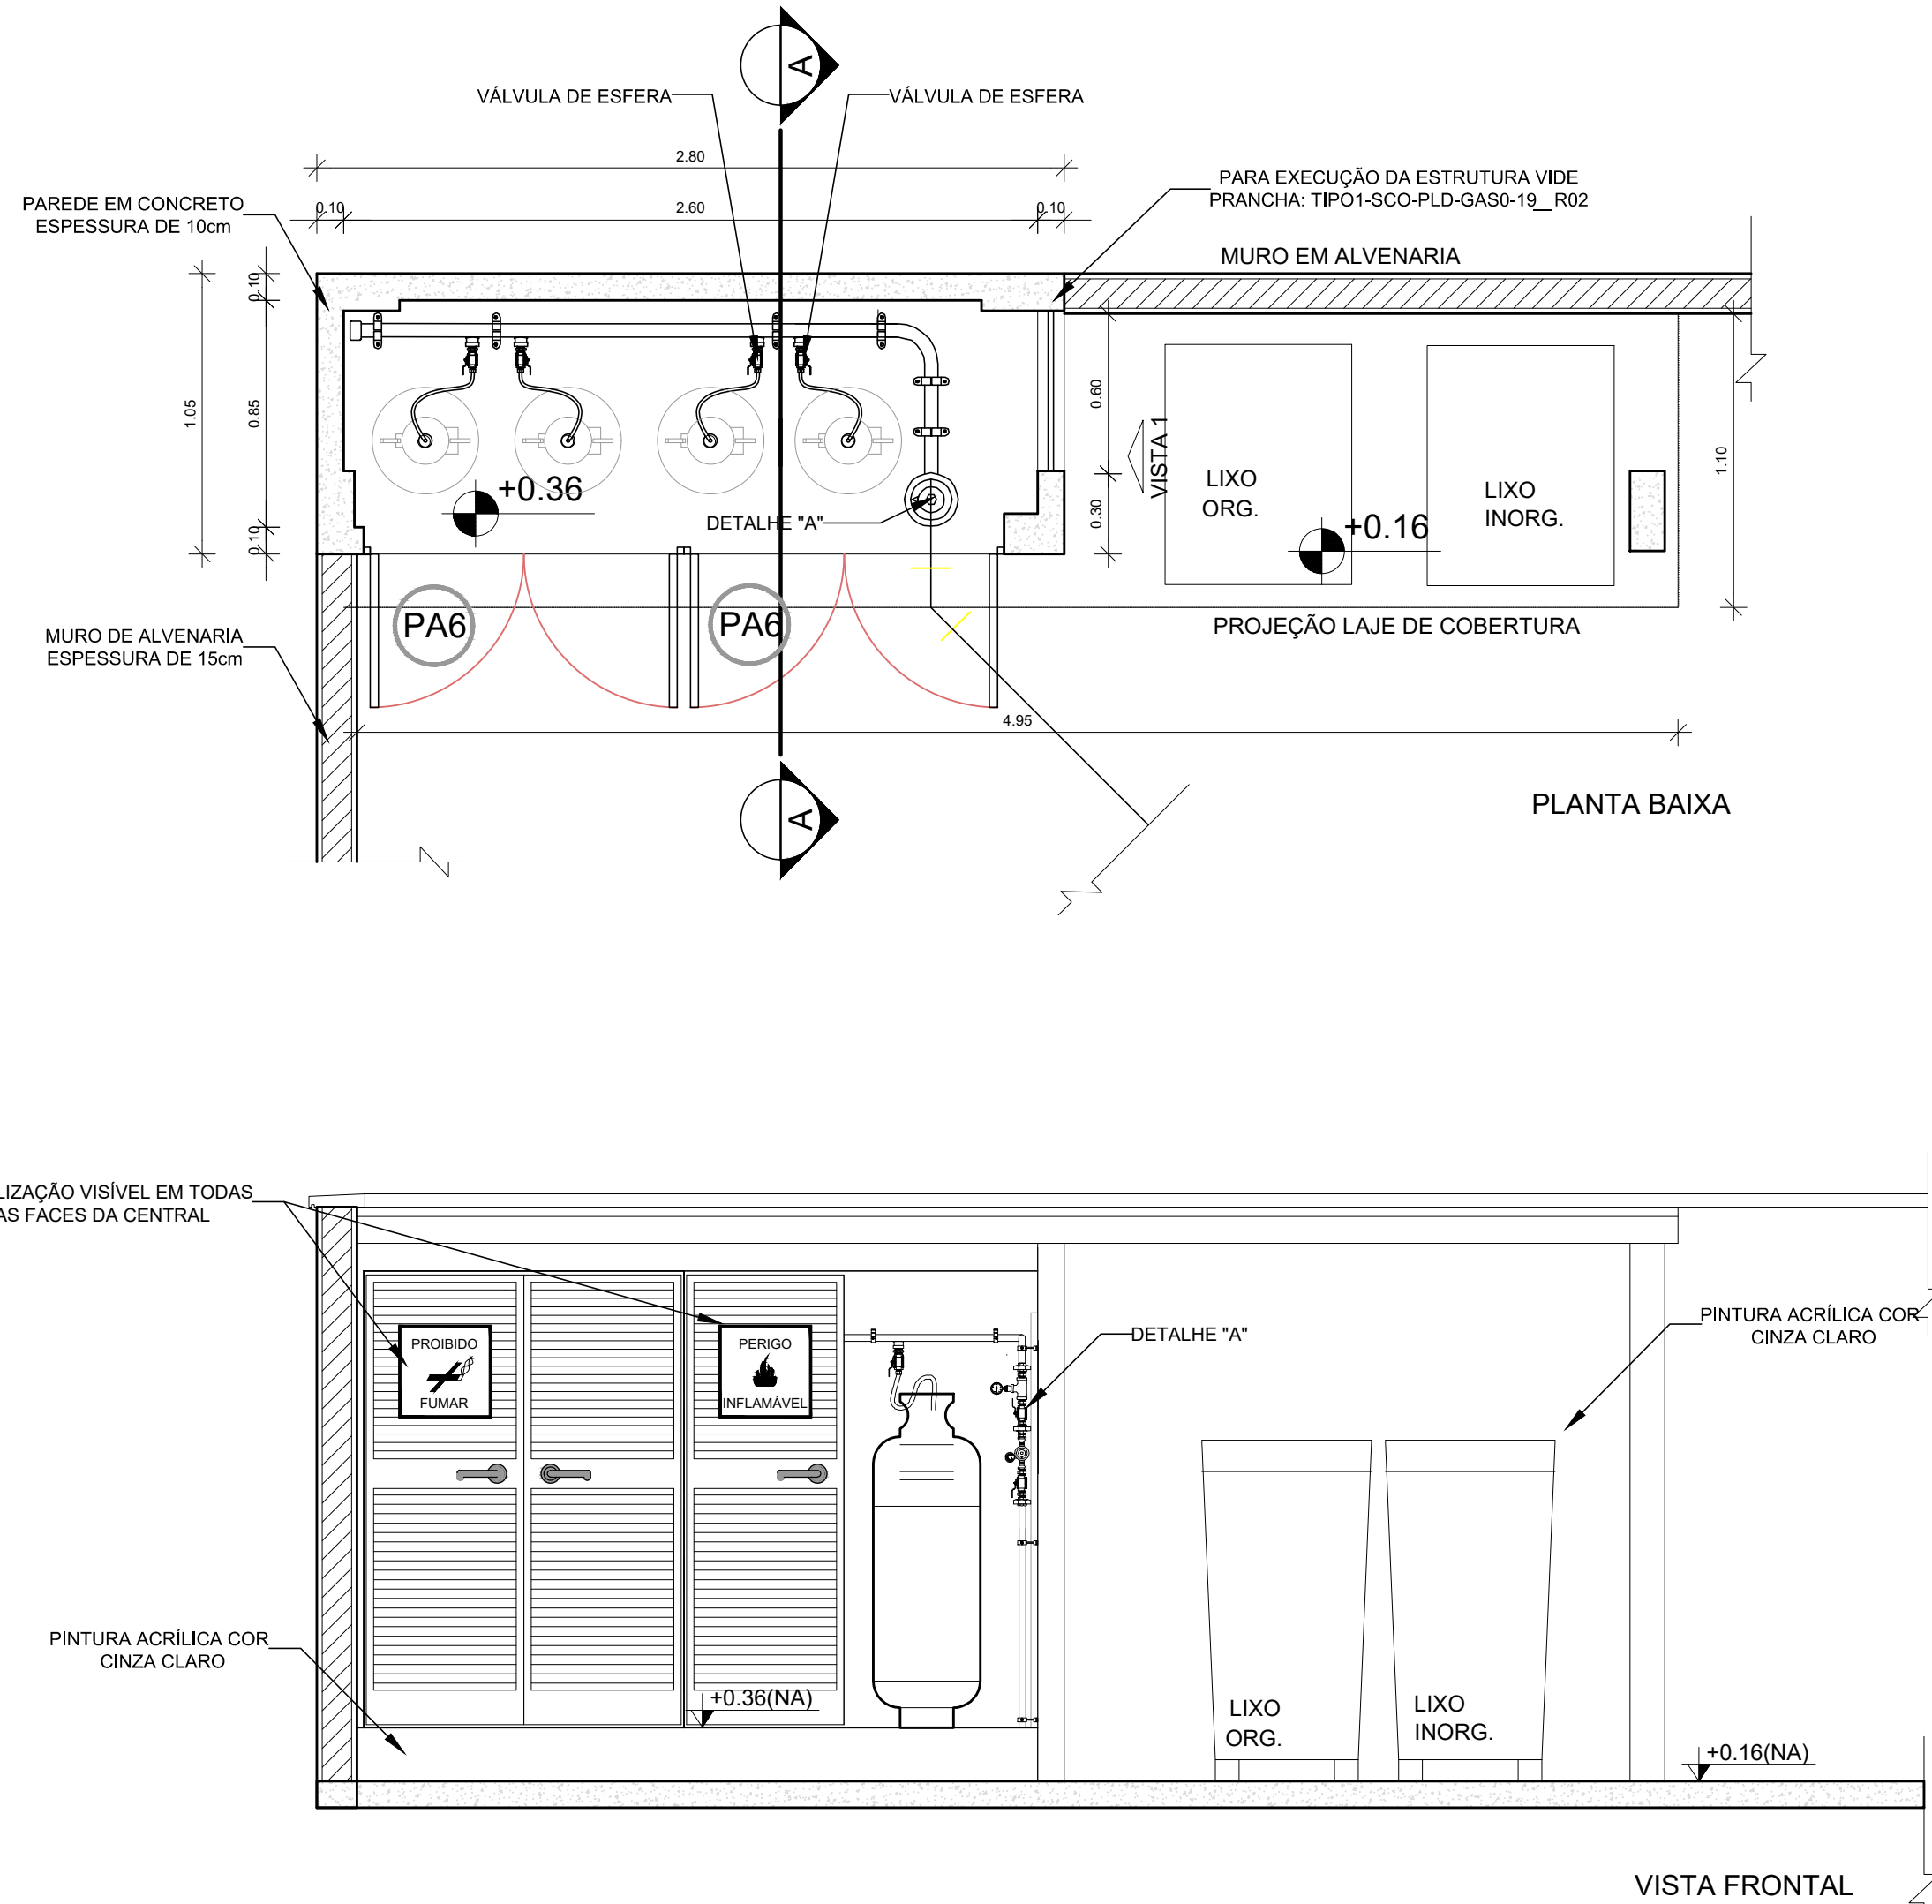 A
VÁLVULA DE ESFERA
VÁLVULA DE ESFERA
2.80
PARA EXECUÇÃO DA ESTRUTURA VIDE
PRANCHA: TIPO1-SCO-PLD-GAS0-19__R02
PAREDE EM CONCRETO
ESPESSURA DE 10cm
0.10
2.60
0.10
MURO EM ALVENARIA
0.10
1.05
0.85
0.10
0.60
0.30
VISTA 1
1.10
LIXO
ORG.
LIXO
INORG.
+0.36
DETALHE "A"
+0.16
PA6
PA6
PROJEÇÃO LAJE DE COBERTURA
MURO DE ALVENARIA
ESPESSURA DE 15cm
4.95
A
PLANTA BAIXA
LIZAÇÃO VISÍVEL EM TODAS
AS FACES DA CENTRAL
PROIBIDO
FUMAR
PERIGO
INFLAMÁVEL
DETALHE "A"
PINTURA ACRÍLICA COR
CINZA CLARO
PINTURA ACRÍLICA COR
CINZA CLARO
+0.36(NA)
LIXO
ORG.
LIXO
INORG.
+0.16(NA)
VISTA FRONTAL